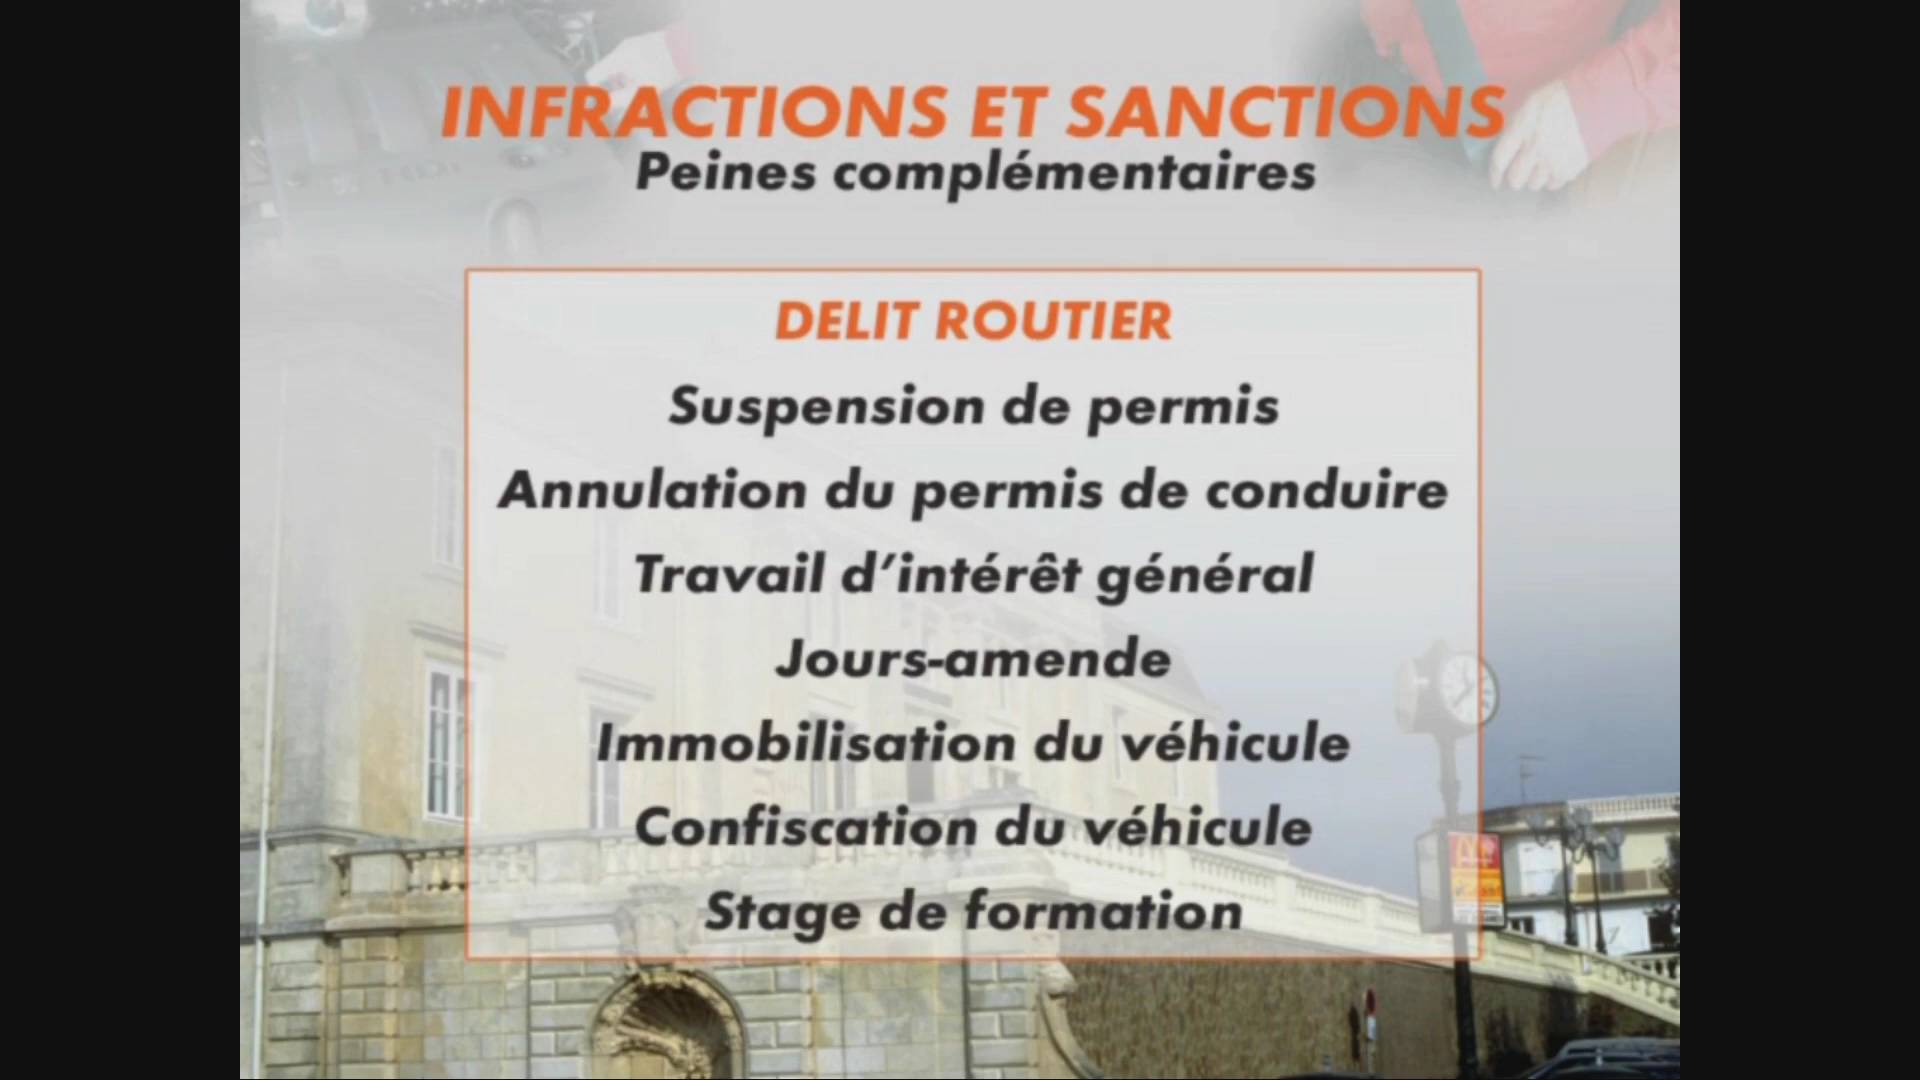 INFRACTIONS ET SANCTIONS
Peines complémentaires
DELIT ROUTIER
Suspension de permis
Annulation du permis de conduire
Travail d’intérêt général
Jours-amende
Immobilisation du véhicule
Confiscation du véhicule
Stage de formation
HDI